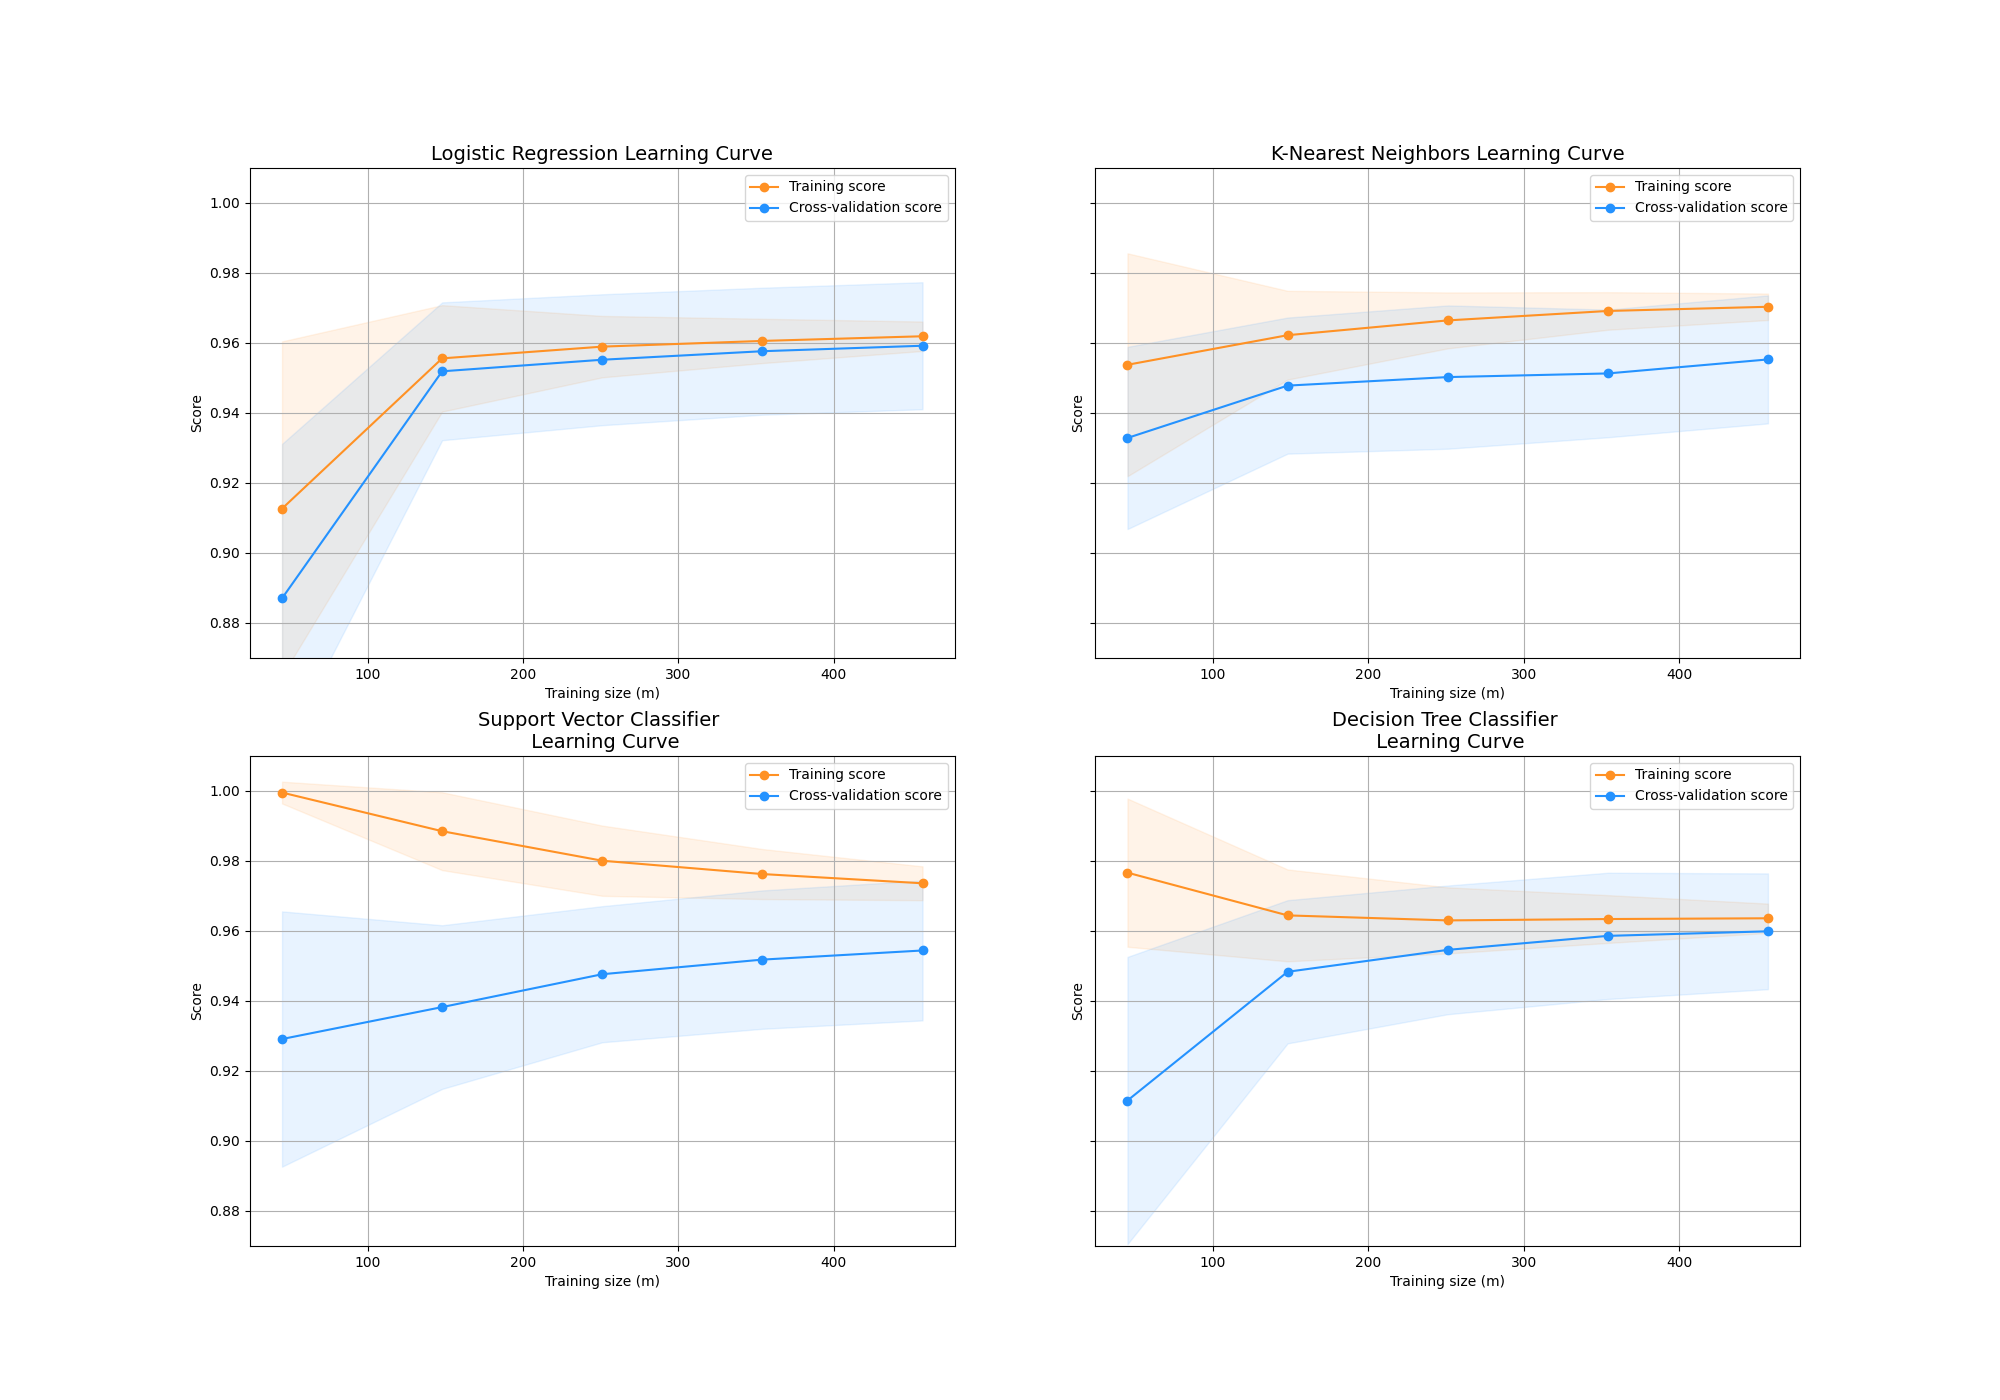 Logistic Regression Learning Curve
Training score
Cross-validation score
1.00
0.98
0.96
0.94
0.92
0.90
0.88
Score
100 200 300 400
Training size (m)
K-Nearest Neighbors Learning Curve
Training score
Cross-validation score
Score
100 200 300 400
Training size (m)
Support Vector Classifier
Learning Curve
Training score
Cross-validation score
1.00
0.98
0.96
0.94
0.92
0.90
0.88
Score
100 200 300 400
Training size (m)
Decision Tree Classifier
Learning Curve
Training score
Cross-validation score
Score
100 200 300 400
Training size (m)